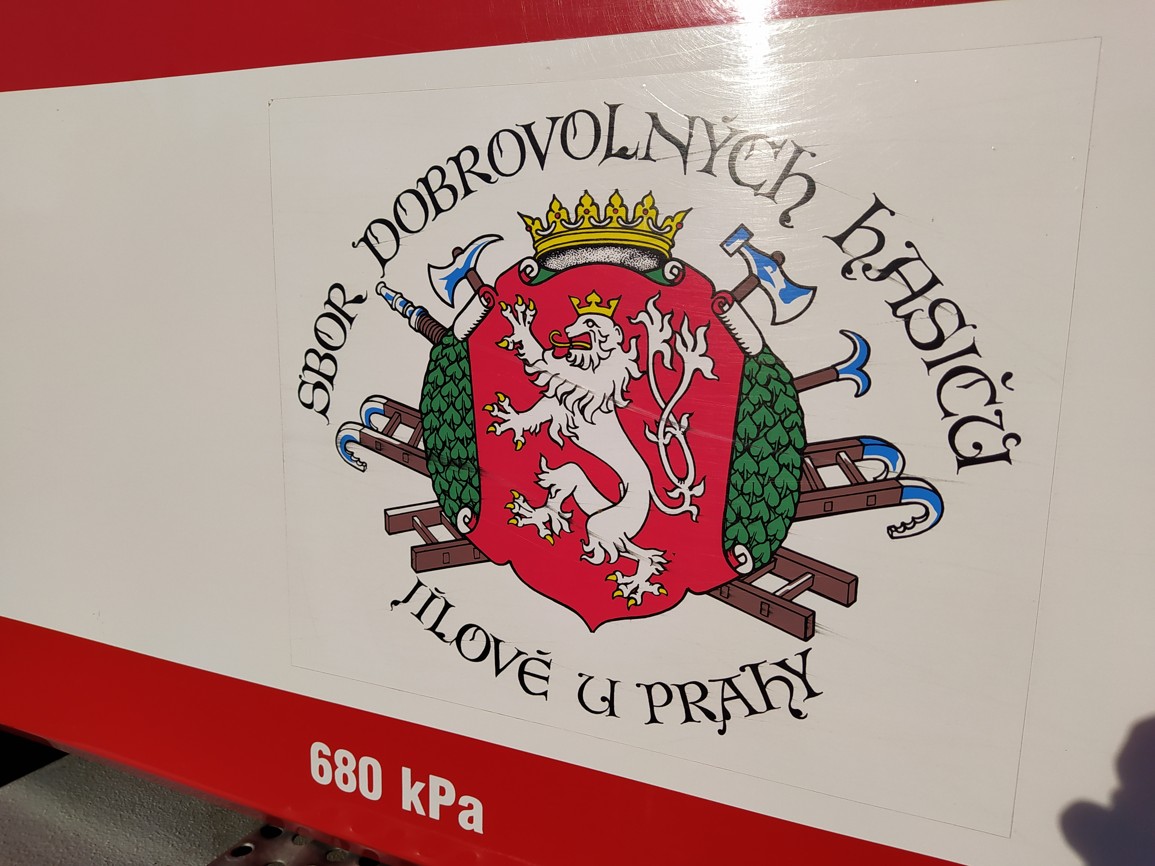 SBOR DOBROVOLNÝCH HASIČŮ
JÍLOVÉ U PRAHY
680 kPa